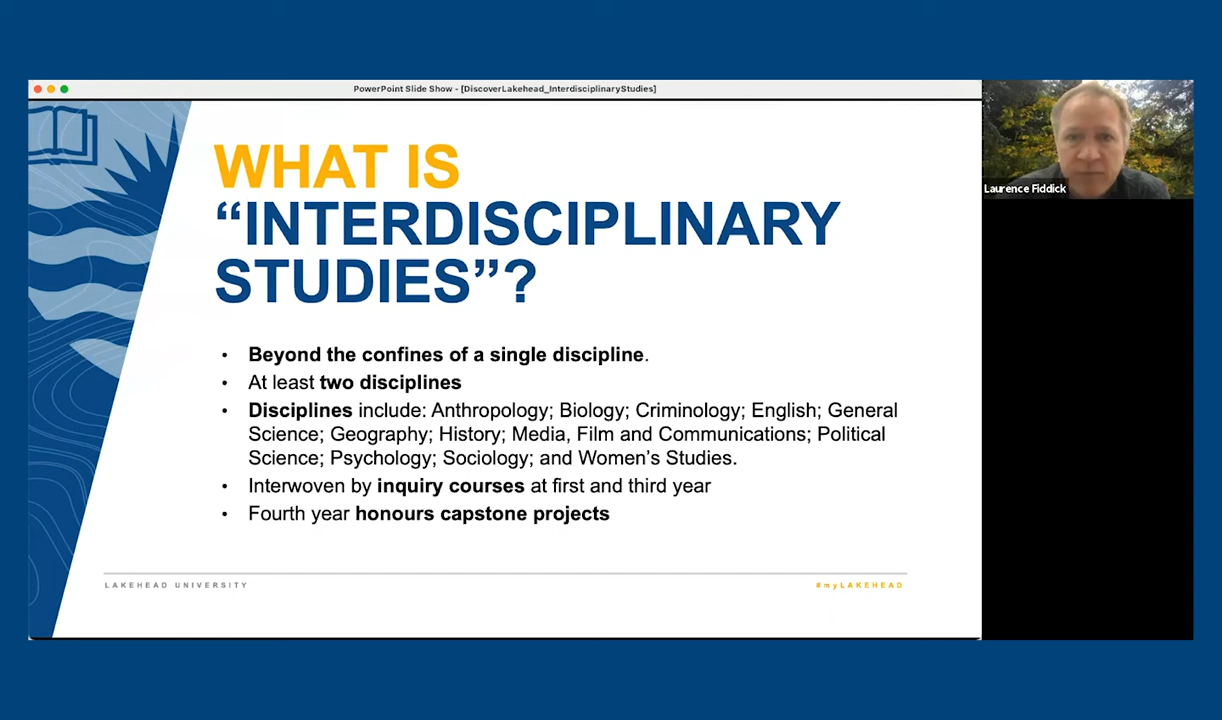 PowerPoint Slide Show - [DiscoverLakehead_InterdisciplinaryStudies]
WHAT IS
“INTERDISCIPLINARY
STUDIES”?
• Beyond the confines of a single discipline.
• At least two disciplines
• Disciplines include: Anthropology; Biology; Criminology; English; General
Science; Geography; History; Media, Film and Communications; Political
Science; Psychology; Sociology; and Women’s Studies.
• Interwoven by inquiry courses at first and third year
• Fourth year honours capstone projects
LAKEHEAD UNIVERSITY
#myLAKEHEAD
Laurence Fiddick